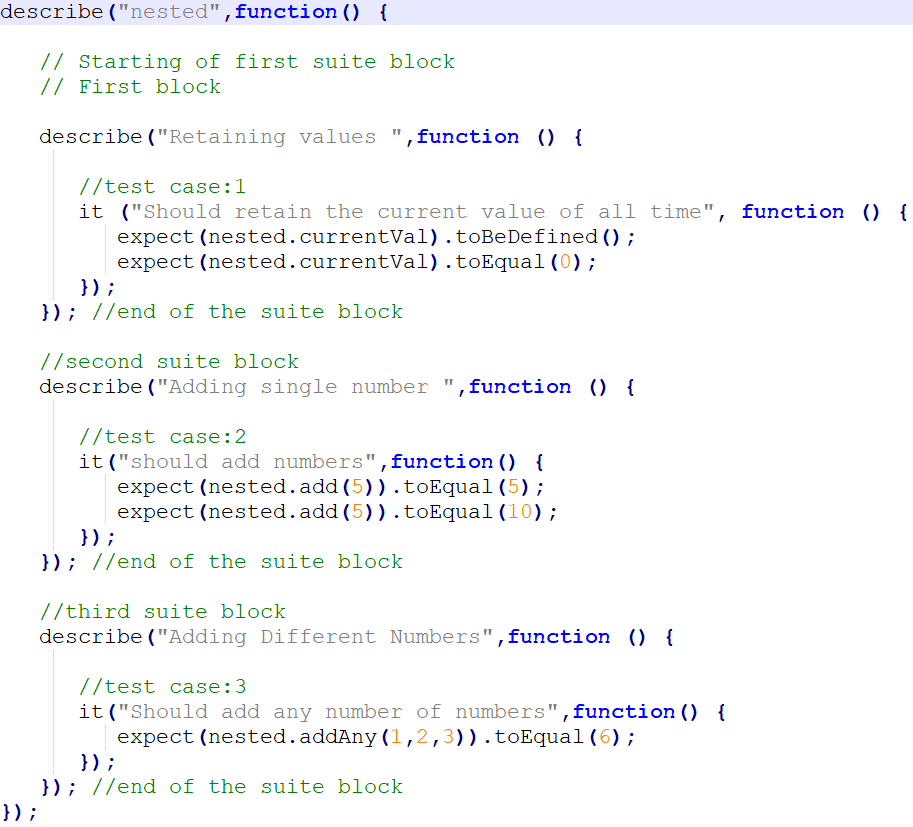 describe("nested",function() {
// Starting of first suite block
// First block
describe("Retaining values ",function () {
//test case:1
it ("Should retain the current value of all time", function () {
expect(nested.currentVal).toBeDefined();
expect(nested.currentVal).toEqual(0);
});
}); //end of the suite block
//second suite block
describe("Adding single number ",function () {
//test case:2
it("should add numbers",function() {
expect(nested.add(5)).toEqual(5);
expect(nested.add(5)).toEqual(10);
});
}); //end of the suite block
//third suite block
describe("Adding Different Numbers",function () {
//test case:3
it("Should add any number of numbers",function() {
expect(nested.addAny(1,2,3)).toEqual(6);
});
}); //end of the suite block
});